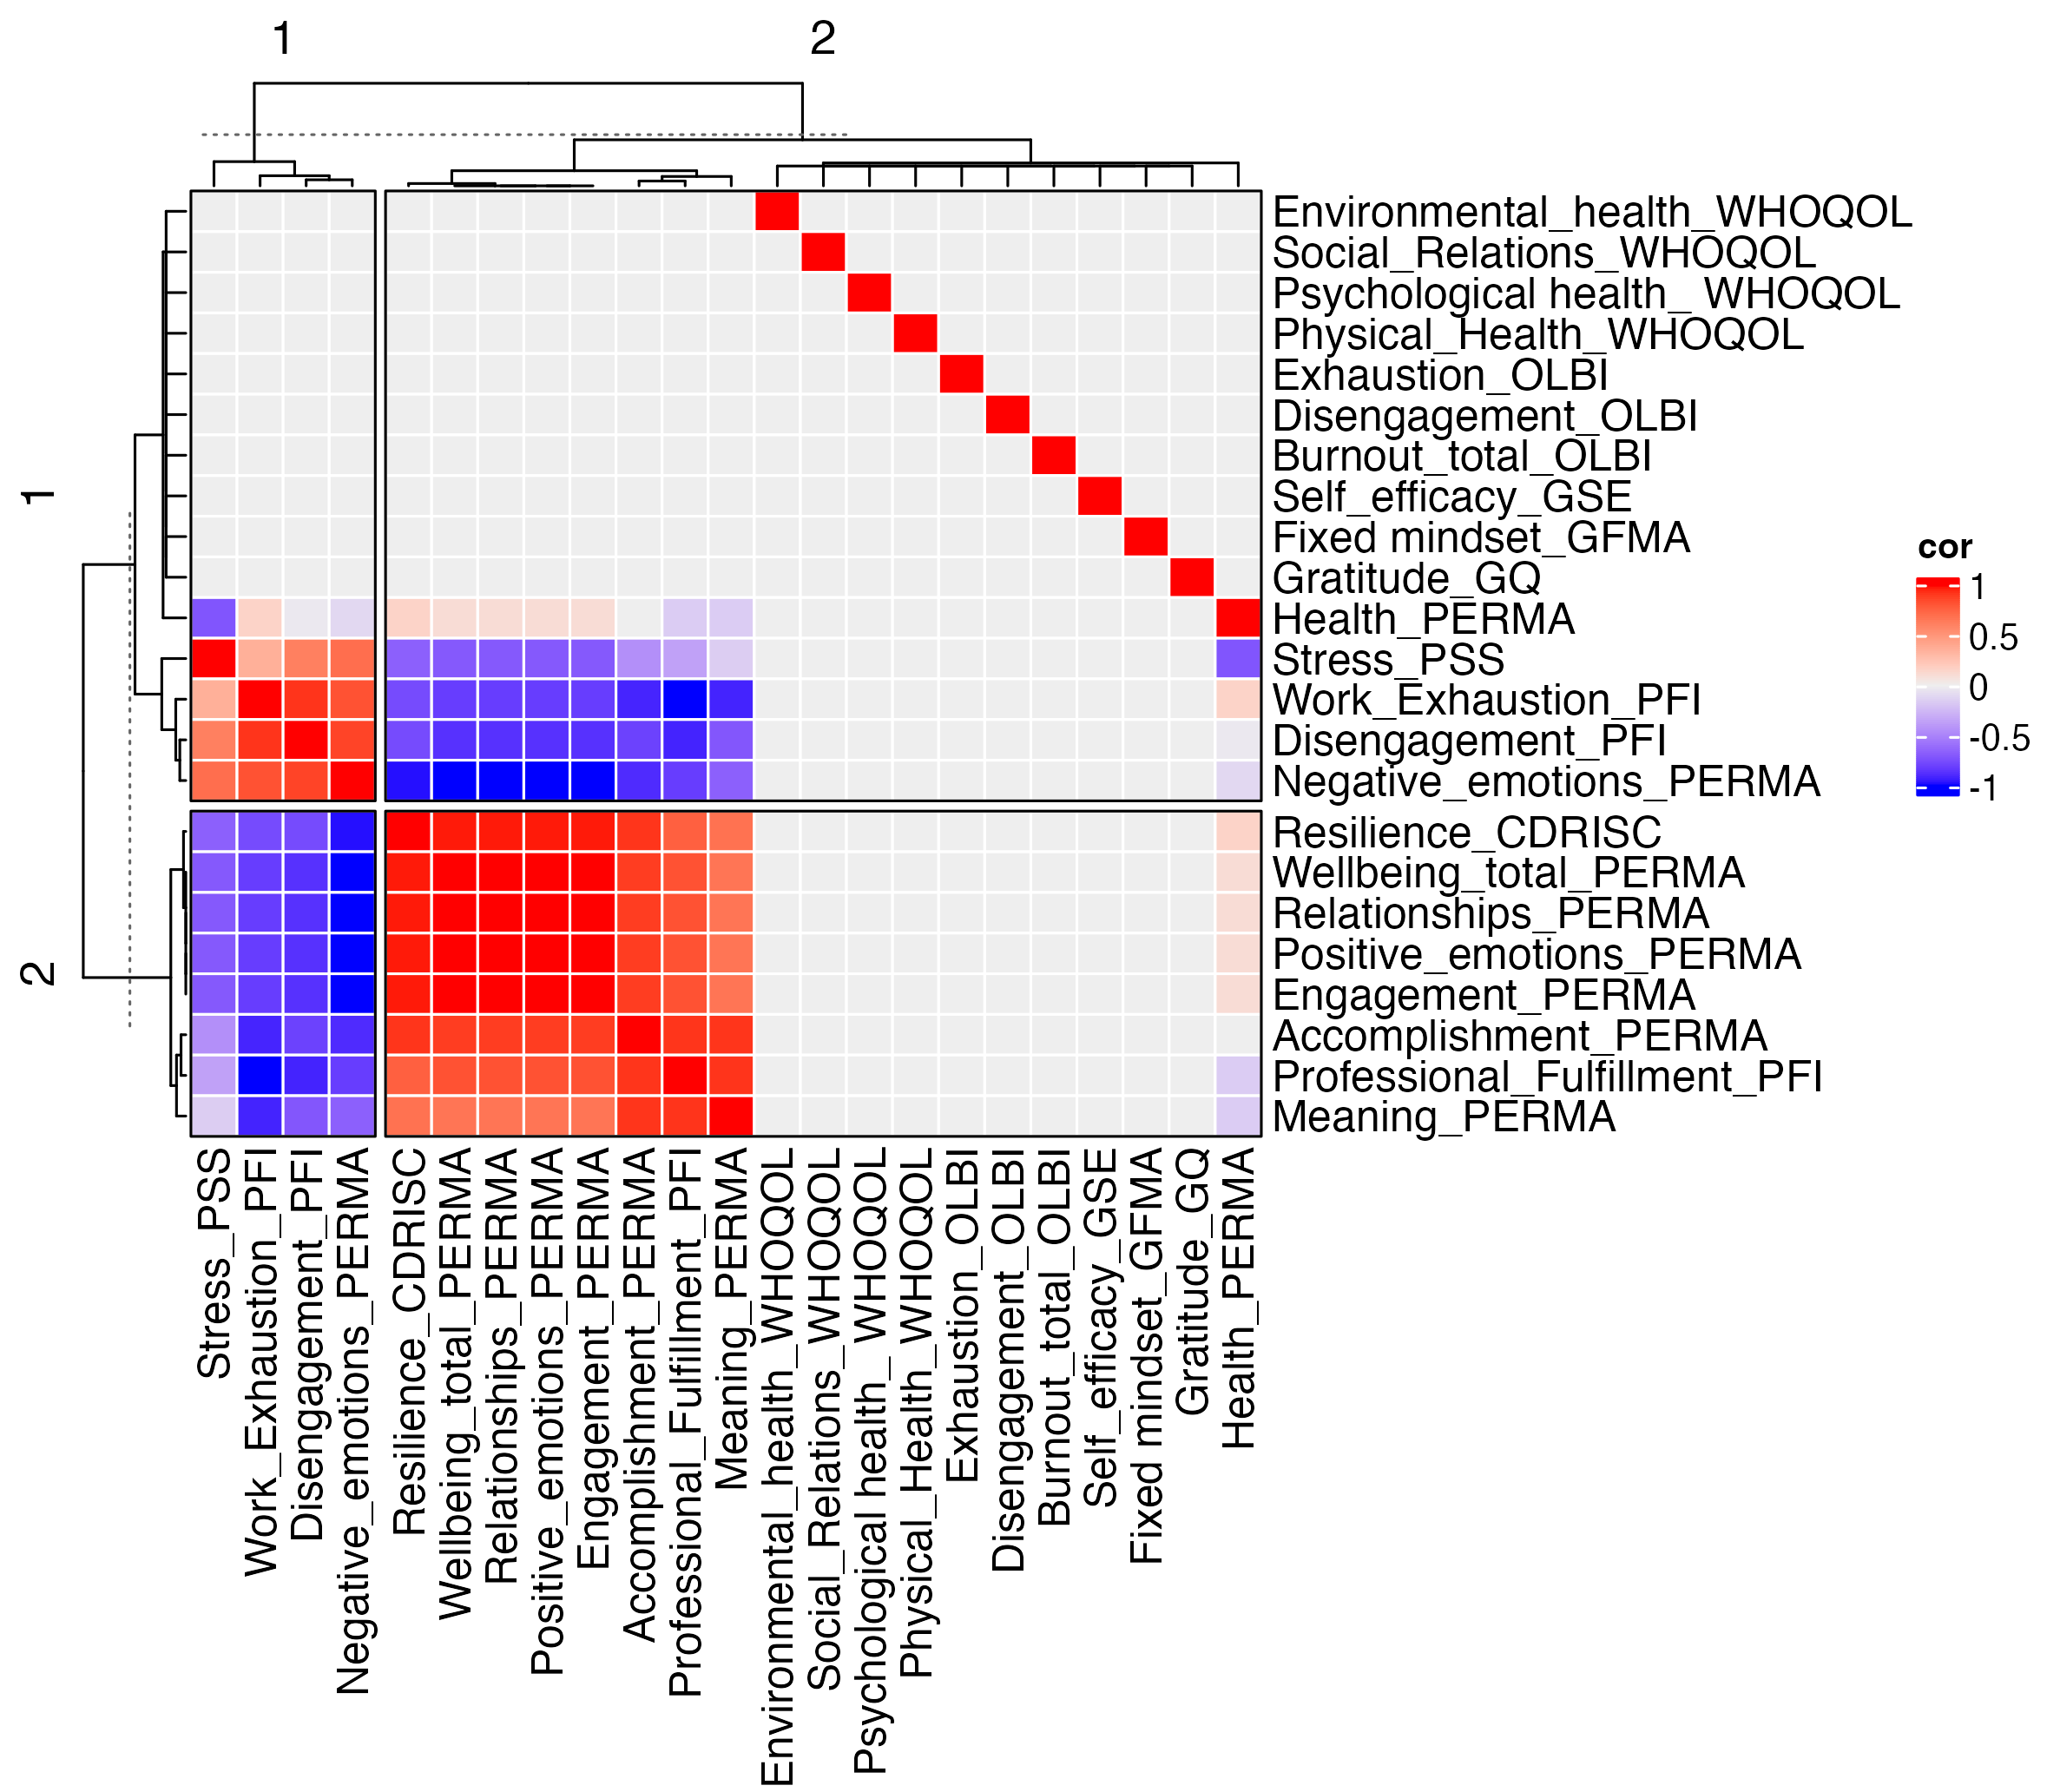 1
2
1
2
Environmental_health_WHOQOL
Social_Relations_WHOQOL
Psychological health_ WHOQOL
Physical_Health_WHOQOL
Exhaustion_OLBI
Disengagement_OLBI
Burnout_total_OLBI
Self_efficacy_GSE
Fixed mindset_GFMA
Gratitude_GQ
Health_PERMA
Stress_PSS
Work_Exhaustion_PFI
Disengagement_PFI
Negative_emotions_PERMA
Resilience_CDRISC
Wellbeing_total_PERMA
Relationships_PERMA
Positive_emotions_PERMA
Engagement_PERMA
Accomplishment_PERMA
Professional_Fulfillment_PFI
Meaning_PERMA
cor
1
0.5
0
-0.5
-1
Stress_PSS
Work_Exhaustion_PFI
Disengagement_PFI
Negative_emotions_PERMA
Resilience_CDRISC
Wellbeing_total_PERMA
Relationships_PERMA
Positive_emotions_PERMA
Engagement_PERMA
Accomplishment_PERMA
Professional_Fulfillment_PFI
Meaning_PERMA
Environmental_health_WHOQOL
Social_Relations_WHOQOL
Psychological health_ WHOQOL
Physical_Health_WHOQOL
Exhaustion_OLBI
Disengagement_OLBI
Burnout_total_OLBI
Self_efficacy_GSE
Fixed mindset_GFMA
Gratitude_GQ
Health_PERMA